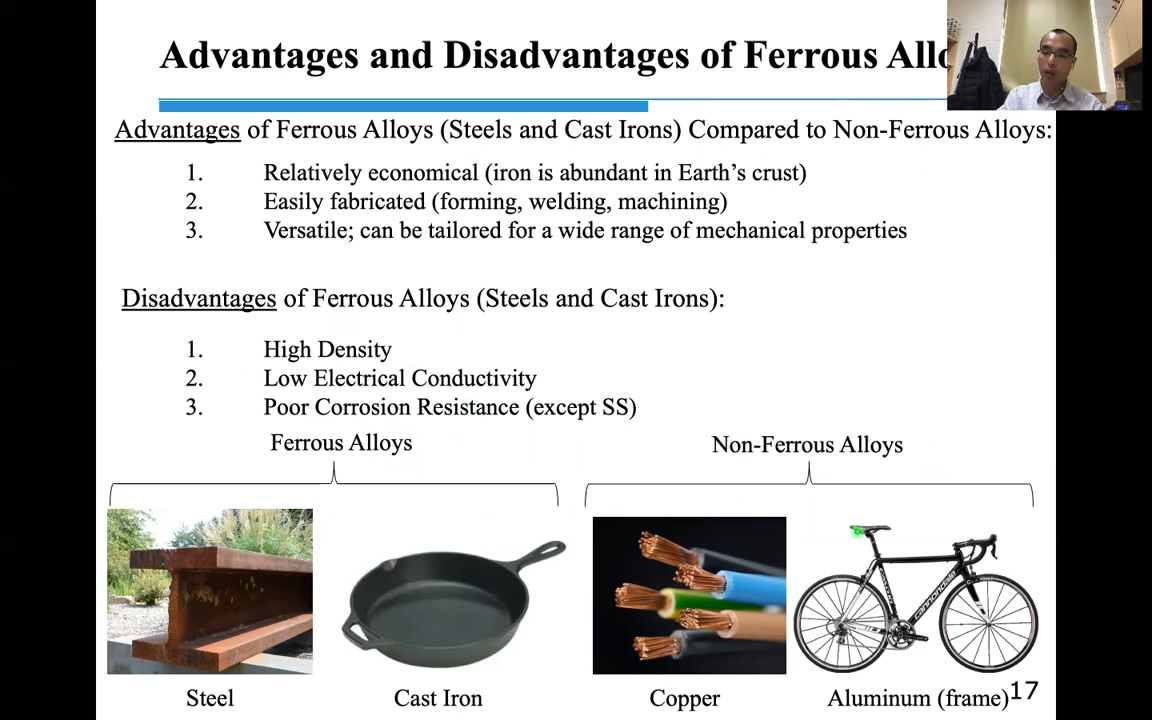 Advantages and Disadvantages of Ferrous
Advantages of Ferrous Alloys (Steels and Cast Irons) Compared to Non-Ferrous Alloys:
1. Relatively economical (iron is abundant in Earth’s crust)
2. Easily fabricated (forming, welding, machining)
3. Versatile; can be tailored for a wide range of mechanical properties
Disadvantages of Ferrous Alloys (Steels and Cast Irons):
1. High Density
2. Low Electrical Conductivity
3. Poor Corrosion Resistance (except SS)
Ferrous Alloys
Non-Ferrous Alloys
cannondale
Steel
Cast Iron
Copper
Aluminum (frame)
17